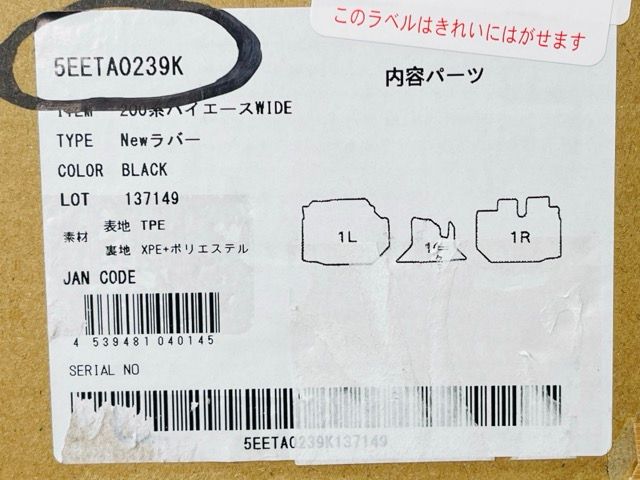 このラベルはきれいにはがせます
5EETA0239K
内容パーツ
ITEM 200系ハイエースWIDE
TYPE Newラバー
COLOR BLACK
LOT 137149
素材 表地 TPE
裏地 XPE+ポリエステル
1L
1R
JAN CODE
4 539481 040145
SERIAL NO
5EETA0239K137149